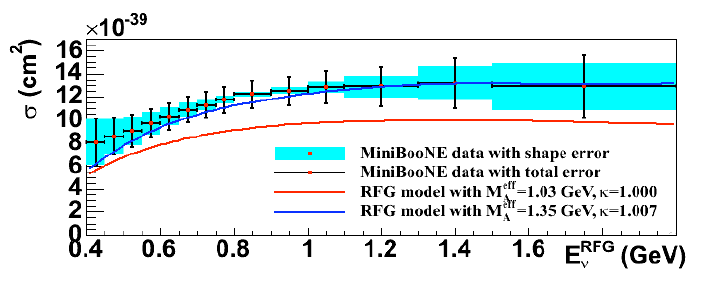 ×10⁻³⁹
σ (cm²)
16
14
12
10
8
6
4
2
0
MiniBooNE data with shape error
MiniBooNE data with total error
RFG model with M_A^eff=1.03 GeV, κ=1.000
RFG model with M_A^eff=1.35 GeV, κ=1.007
0.4 0.6 0.8 1 1.2 1.4 1.6 1.8
E_ν^RFG (GeV)